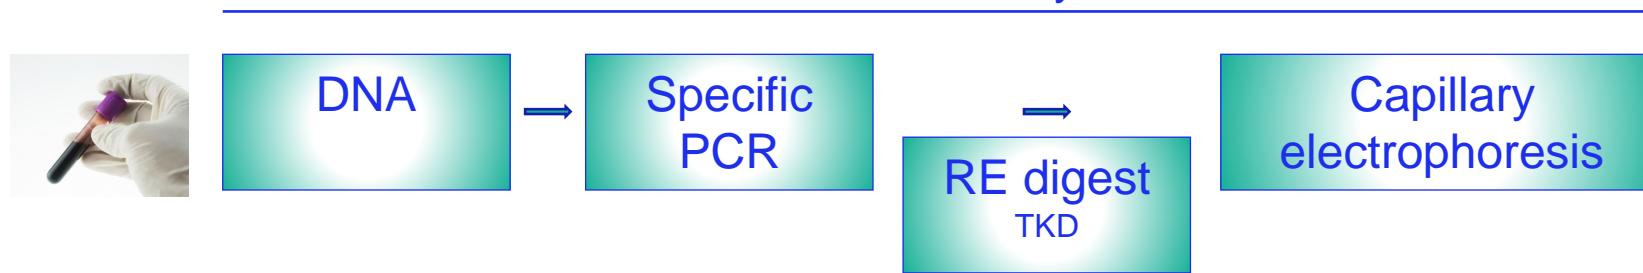 DNA
Specific
PCR
RE digest
TKD
Capillary
electrophoresis